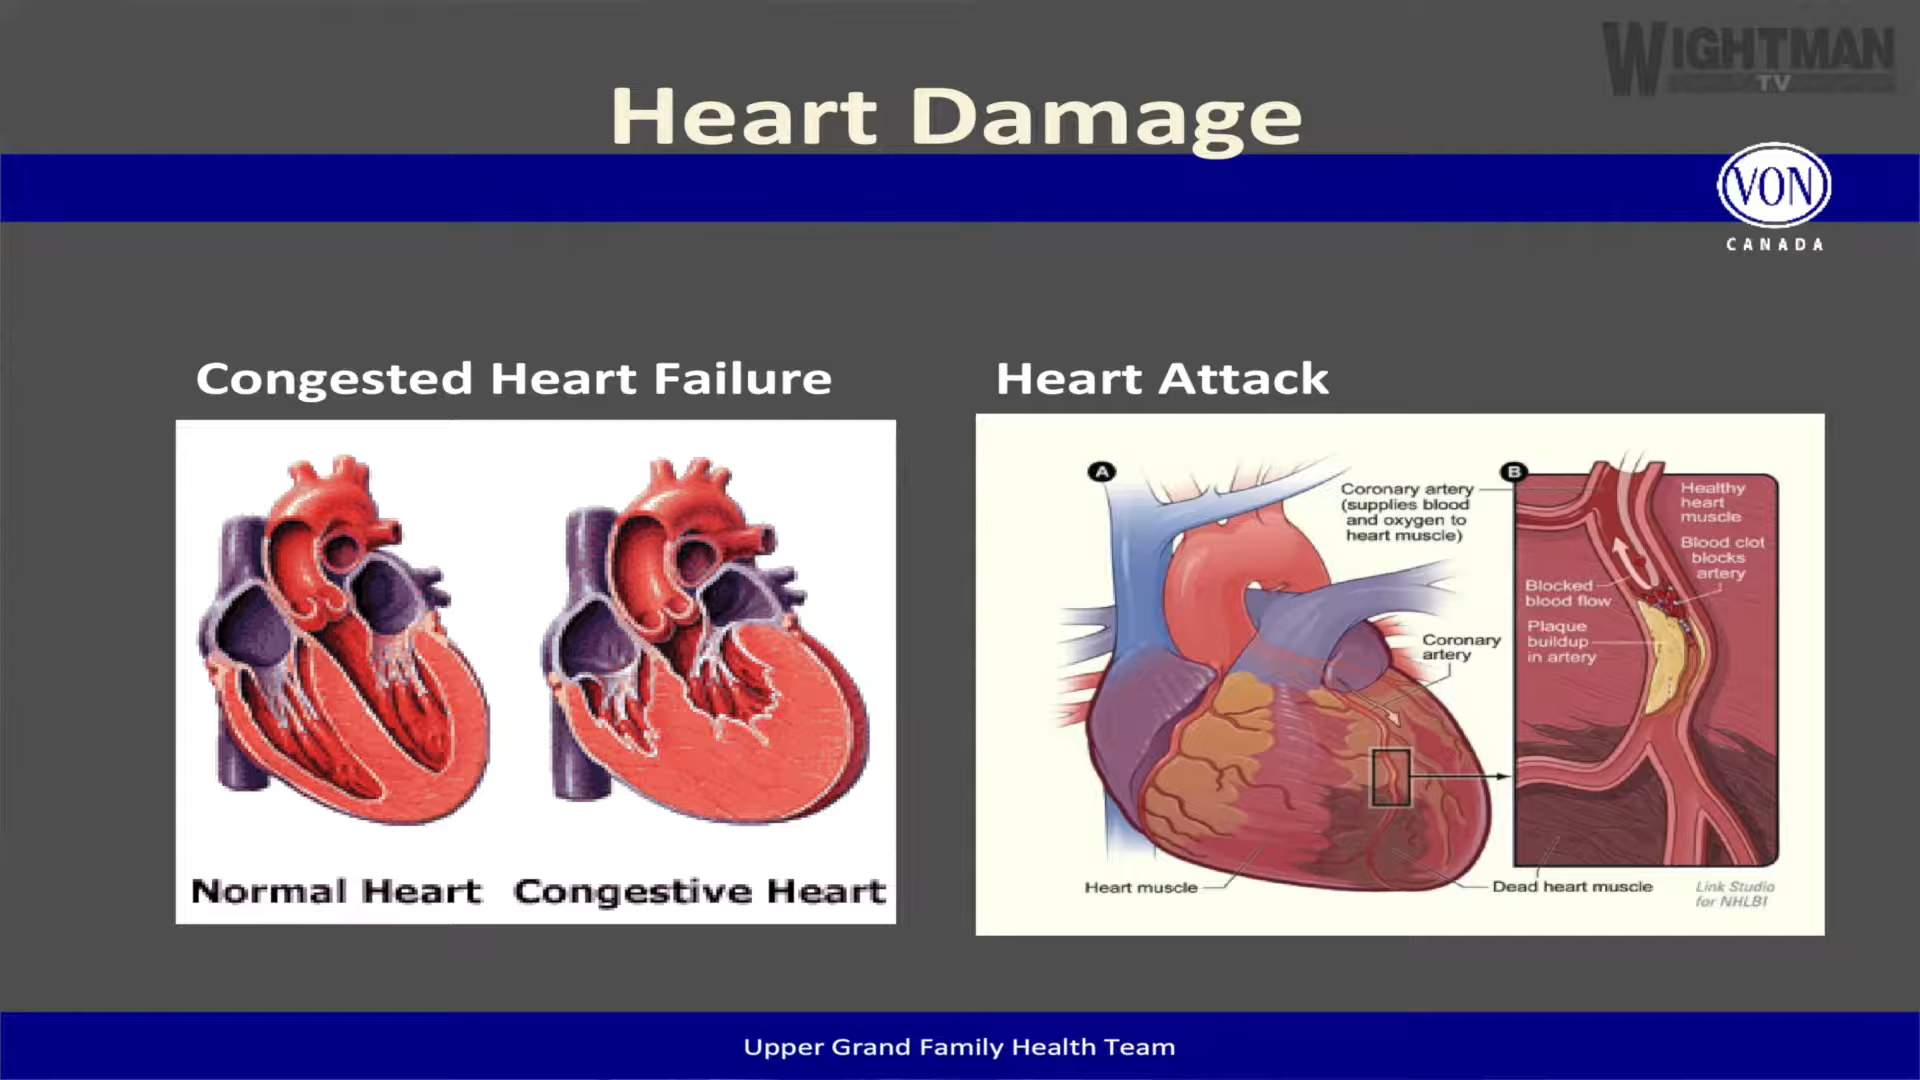 WIGHTMAN
TV
Heart Damage
VON
CANADA
Congested Heart Failure
Normal Heart
Congestive Heart
Heart Attack
A
Coronary artery
(supplies blood
and oxygen to
heart muscle)
Coronary
artery
Heart muscle
Dead heart muscle
B
Healthy
heart
muscle
Blood clot
blocks
artery
Blocked
blood flow
Plaque
buildup
in artery
Link Studio
for NHLBI
Upper Grand Family Health Team